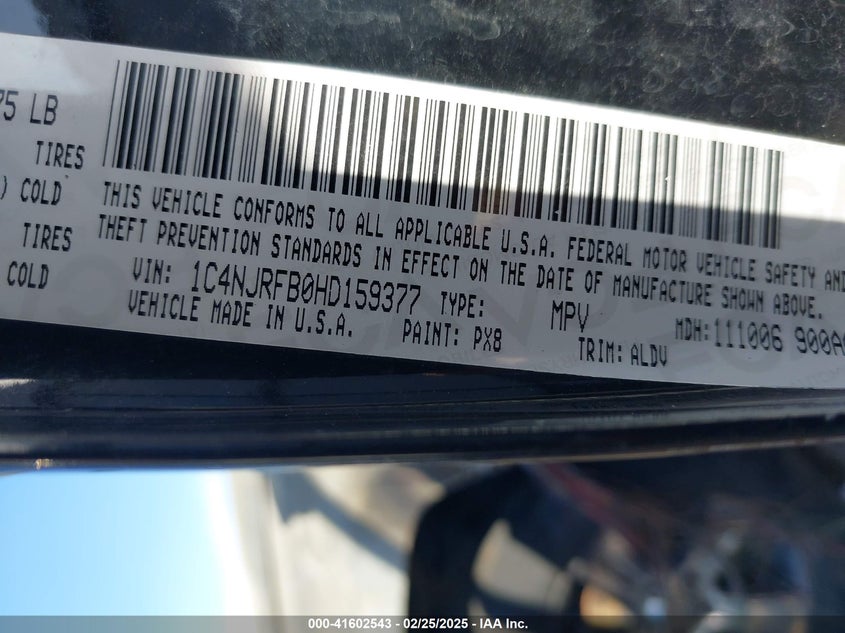 75 LB
TIRES
) COLD
TIRES
COLD
THIS VEHICLE CONFORMS TO ALL APPLICABLE U.S.A. FEDERAL MOTOR VEHICLE SAFETY AND
THEFT PREVENTION STANDARDS IN EFFECT ON THE DATE OF MANUFACTURE SHOWN ABOVE.
VIN: 1C4NJRFB0HD159377 TYPE: MPV MDH:111006 900A
VEHICLE MADE IN U.S.A. PAINT: PX8 TRIM: ALDV
000-41602543 - 02/25/2025 - © IAA Inc.